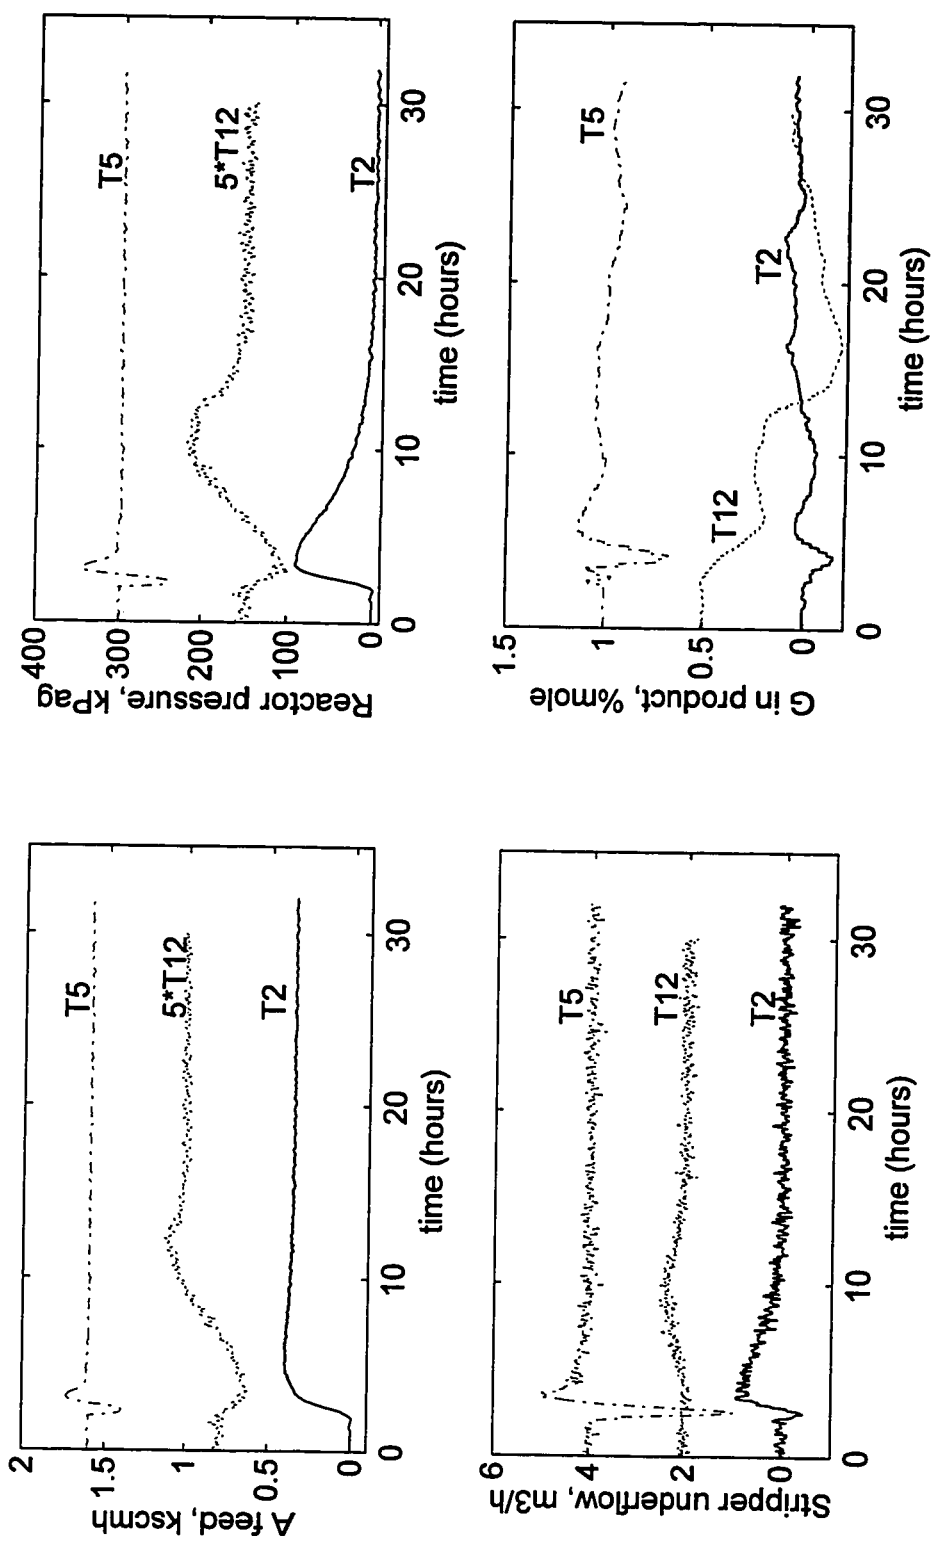 A feed, kscmh
2
1.5
1
0.5
0
T5
5*T12
T2
0
10
20
30
time (hours)
Reactor pressure, kPag
400
300
200
100
0
T5
5*T12
T2
0
10
20
30
time (hours)
Stripper underflow, m3/h
6
4
2
0
T5
T12
T2
0
10
20
30
time (hours)
G in product, %mole
1.5
1
0.5
0
T5
T12
T2
0
10
20
30
time (hours)